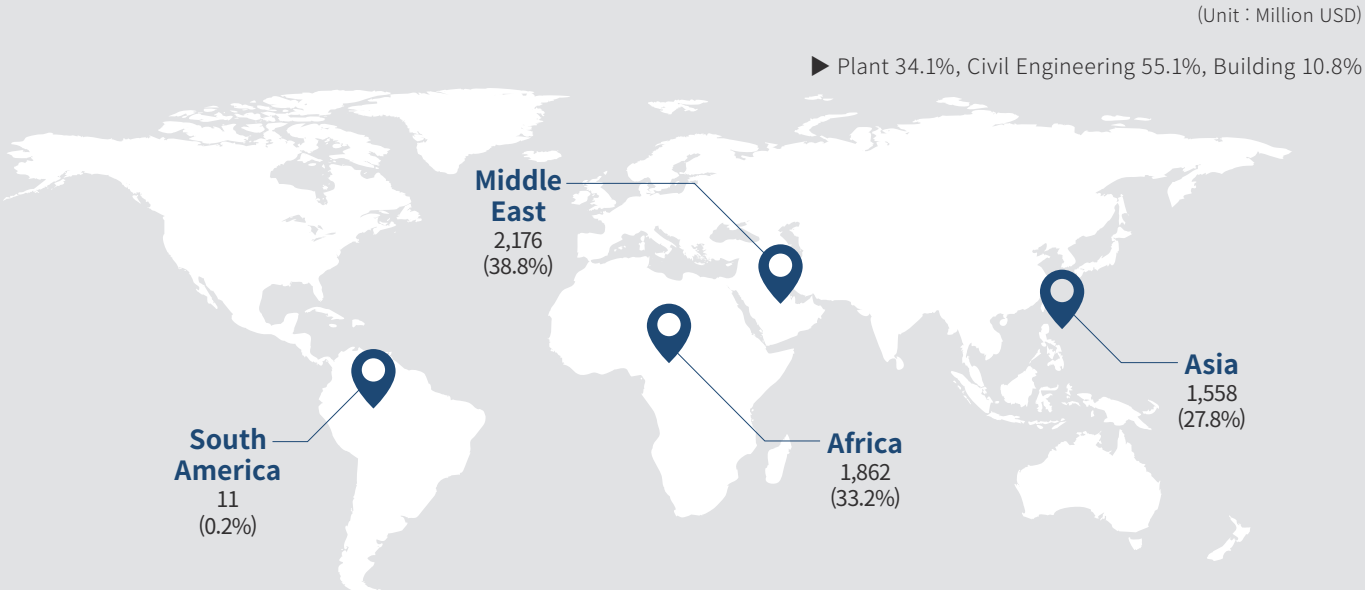 (Unit : Million USD)
▶ Plant 34.1%, Civil Engineering 55.1%, Building 10.8%
Middle
East
2,176
(38.8%)
Asia
1,558
(27.8%)
South
America
11
(0.2%)
Africa
1,862
(33.2%)